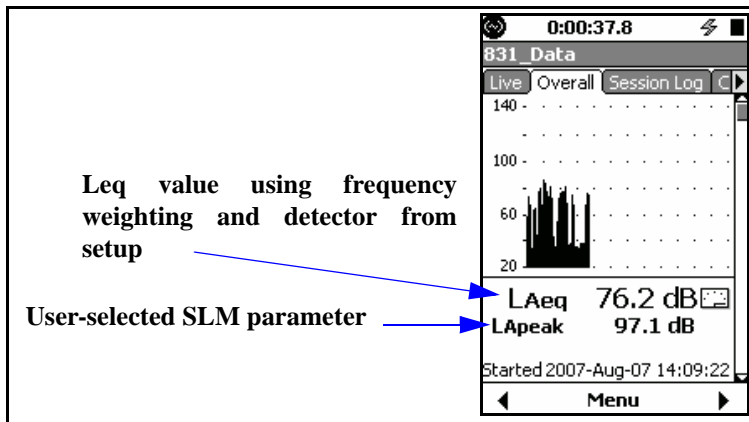 0:00:37.8
831_Data
Live Overall Session Log C
140
100
60
20
Leq value using frequency
weighting and detector from
setup
LAeq 76.2 dB
User-selected SLM parameter
LApeak 97.1 dB
Started 2007-Aug-07 14:09:22
Menu